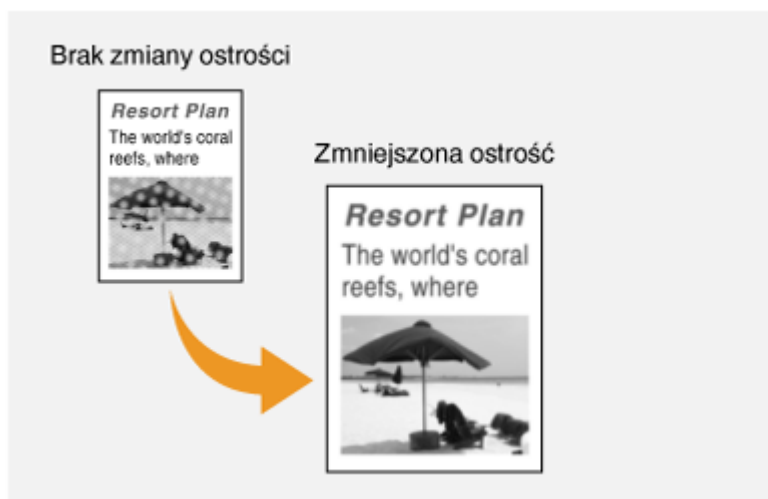 Brak zmiany ostrości
Resort Plan
The world's coral
reefs, where
Zmniejszona ostrość
Resort Plan
The world's coral
reefs, where